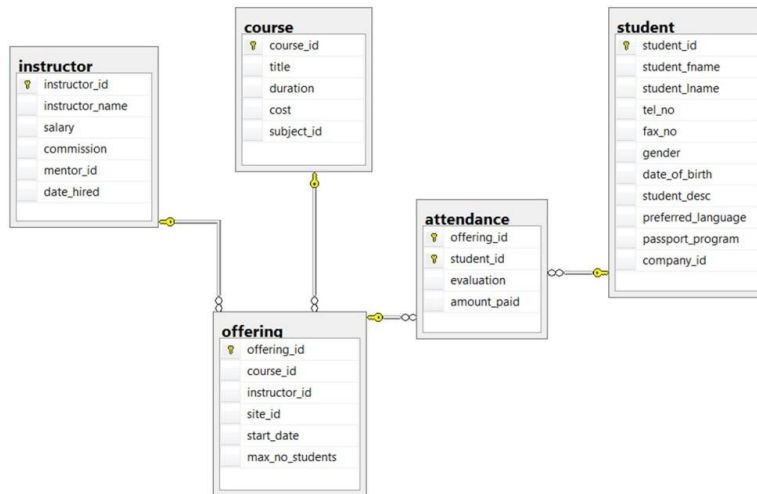 instructor
instructor_id
instructor_name
salary
commission
mentor_id
date_hired
course
course_id
title
duration
cost
subject_id
student
student_id
student_fname
student_lname
tel_no
fax_no
gender
date_of_birth
student_desc
preferred_language
passport_program
company_id
attendance
offering_id
student_id
evaluation
amount_paid
offering
offering_id
course_id
instructor_id
site_id
start_date
max_no_students